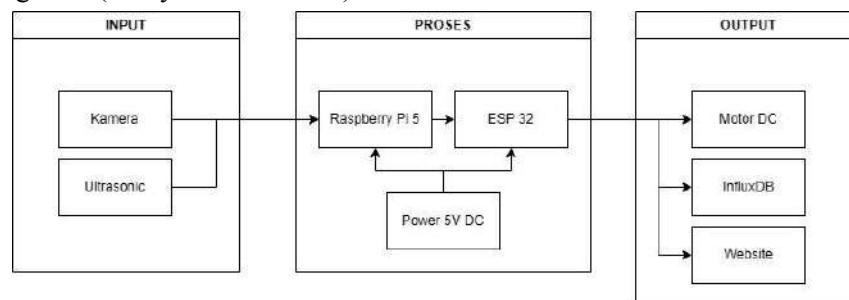 INPUT
PROSES
OUTPUT
Kamera
Ultrasonic
Raspberry Pi 5
ESP 32
Power 5V DC
Motor DC
InfluxDB
Website